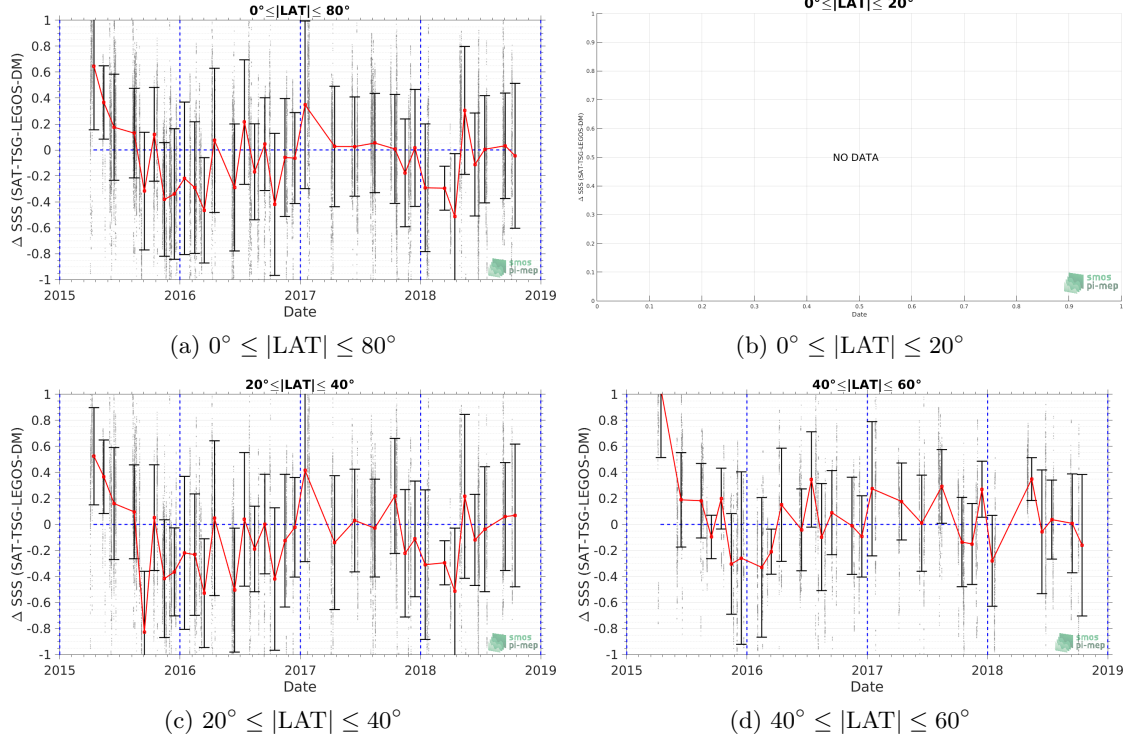 0°≤|LAT|≤ 80°
Δ SSS (SAT-TSG-LEGOS-DM)
1
0.8
0.6
0.4
0.2
0
-0.2
-0.4
-0.6
-0.8
-1
2015 2016 2017 2018 2019
Date
smos
pi-mep
(a) 0° ≤ |LAT| ≤ 80°
0°≤|LAT|≤ 20°
Δ SSS (SAT-TSG-LEGOS-DM)
1
0.9
0.8
0.7
0.6
0.5
0.4
0.3
0.2
0.1
0
NO DATA
0 0.1 0.2 0.3 0.4 0.5 0.6 0.7 0.8 0.9 1
Date
smos
pi-mep
(b) 0° ≤ |LAT| ≤ 20°
20°≤|LAT|≤ 40°
Δ SSS (SAT-TSG-LEGOS-DM)
1
0.8
0.6
0.4
0.2
0
-0.2
-0.4
-0.6
-0.8
-1
2015 2016 2017 2018 2019
Date
smos
pi-mep
(c) 20° ≤ |LAT| ≤ 40°
40°≤|LAT|≤ 60°
Δ SSS (SAT-TSG-LEGOS-DM)
1
0.8
0.6
0.4
0.2
0
-0.2
-0.4
-0.6
-0.8
-1
2015 2016 2017 2018 2019
Date
smos
pi-mep
(d) 40° ≤ |LAT| ≤ 60°